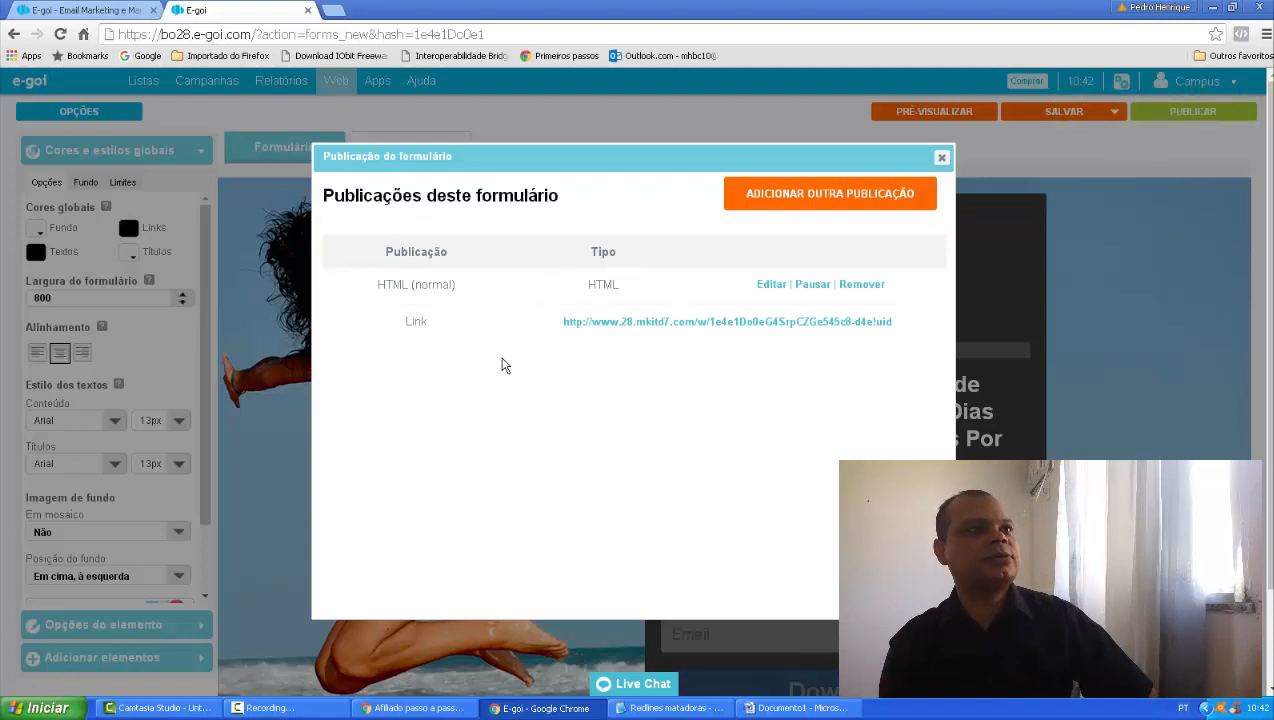 E-goi - Email Marketing e Mar
E-goi
Pedro Henrique
https://bo28.e-goi.com/?action=forms_new&hash=1e4e1Do0e1
Apps
Bookmarks
Google
Importado do Firefox
Download IObit Freewar
Interoperabilidade Bridg
Primeiros passos
Outlook.com - mhbc10@
Outros favoritos
e-goi
Listas
Campanhas
Relatórios
Web
Apps
Ajuda
Comprar
10:42
Campus
OPÇÕES
PRÉ-VISUALIZAR
SALVAR
PUBLICAR
Cores e estilos globais
Formulári
Opções
Fundo
Limites
Cores globais
Fundo
Links
Textos
Títulos
Largura do formulário
800
Alinhamento
Estilo dos textos
Conteúdo
Arial
13px
Títulos
Arial
13px
Imagem de fundo
Em mosaico
Não
Posição do fundo
Em cima, à esquerda
Opções do elemento
Adicionar elementos
Publicação do formulário
Publicações deste formulário
ADICIONAR OUTRA PUBLICAÇÃO
Publicação
Tipo
HTML (normal)
HTML
Editar | Pausar | Remover
Link
http://www.28.mkitd7.com/w/1e4e1Do0eG4SrpCZGe545c8-d4e!uid
de
Dias
s Por
Email
Live Chat
Iniciar
Camtasia Studio - Unt...
Recording...
Afiliado passo a pass...
E-goi - Google Chrome
Redlines matadoras - ...
Documento1 - Micros...
PT
10:42